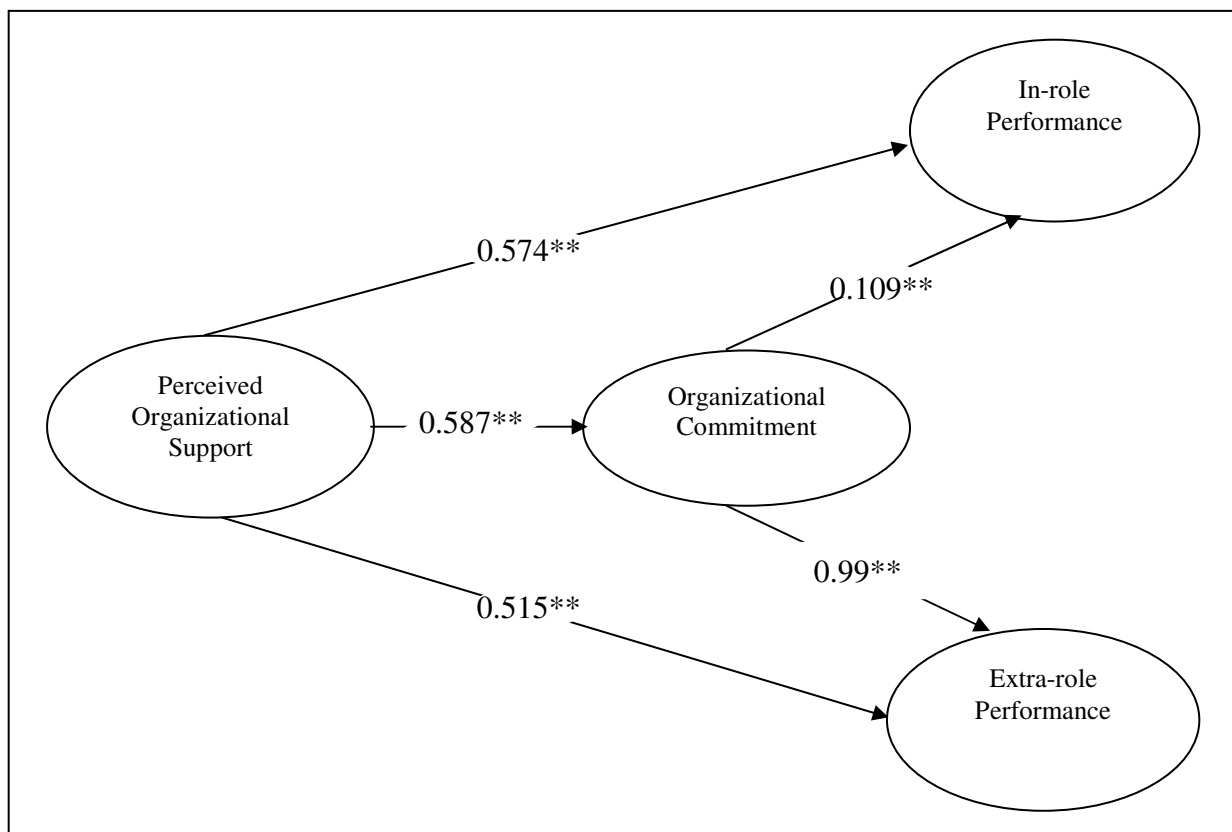 In-role
Performance
0.574**
0.109**
Perceived
Organizational
Support
0.587**
Organizational
Commitment
0.99**
0.515**
Extra-role
Performance